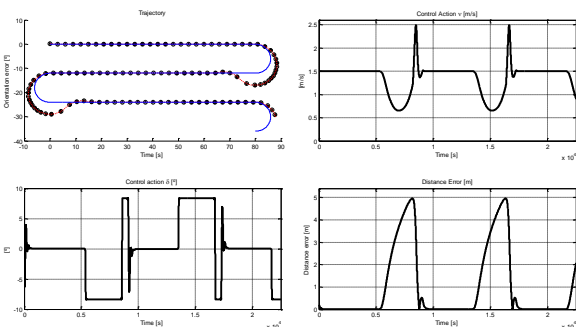 Trajectory
10
0
-10
-20
-30
-40
Orientation error [º]
-10 0 10 20 30 40 50 60 70 80 90
Time [s]
Control Action v [m/s]
2.5
2
1.5
1
0.5
0
[m/s]
0 0.5 1 1.5 2
Time [s]
Control action δ [º]
10
5
0
-5
-10
[º]
0 0.5 1 1.5 2
Time [s]
Distance Error [m]
5
4
3
2
1
0
Distance error [m]
0 0.5 1 1.5 2
Time [s]